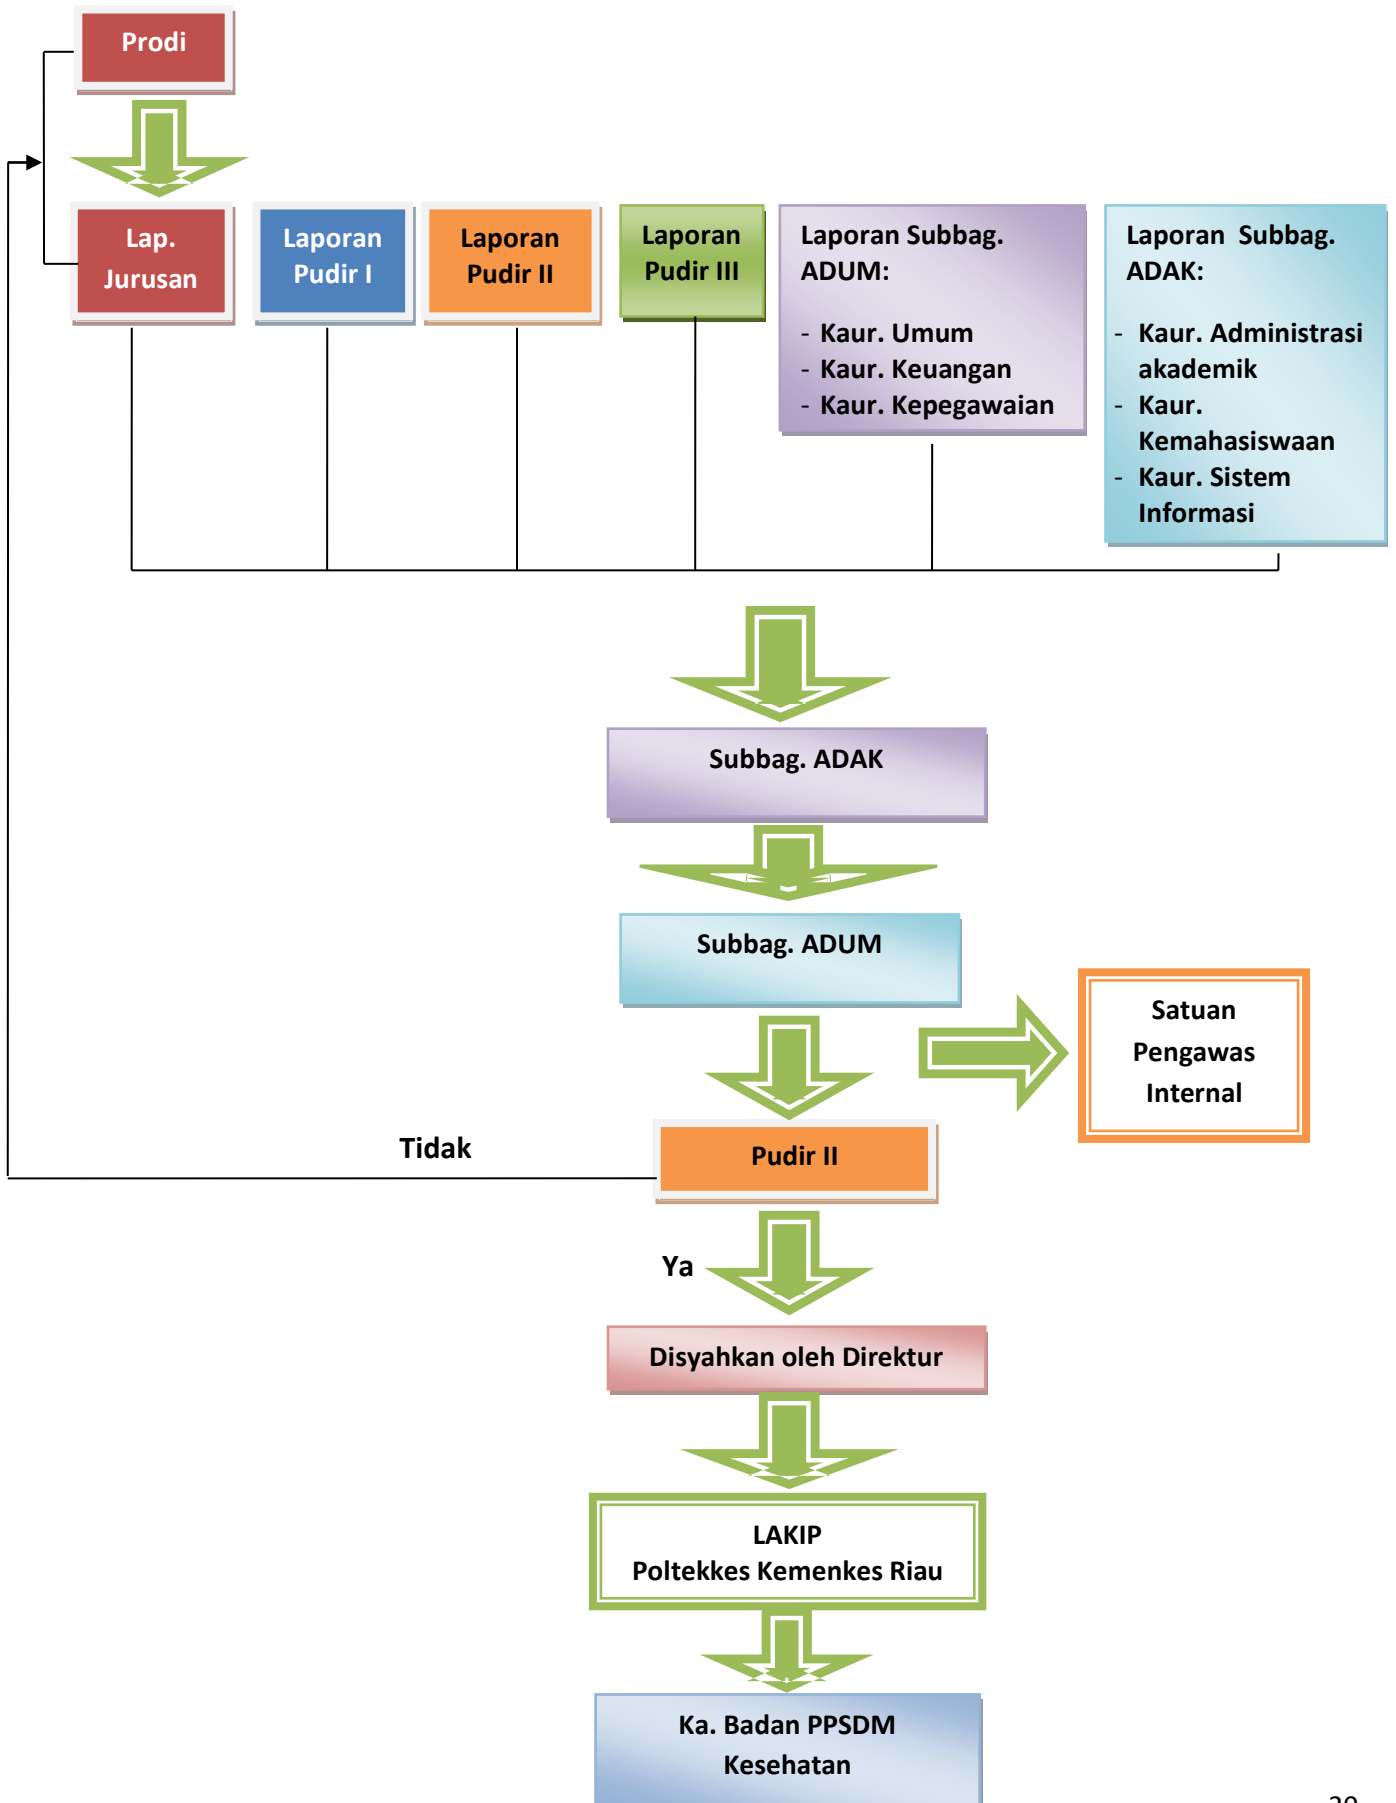 Prodi
Lap.
Jurusan
Laporan
Pudir I
Laporan
Pudir II
Laporan
Pudir III
Laporan Subbag.
ADUM:
- Kaur. Umum
- Kaur. Keuangan
- Kaur. Kepegawaian
Laporan Subbag.
ADAK:
- Kaur. Administrasi
akademik
- Kaur.
Kemahasiswaan
- Kaur. Sistem
Informasi
Subbag. ADAK
Subbag. ADUM
Satuan
Pengawas
Internal
Tidak
Pudir II
Ya
Disyahkan oleh Direktur
LAKIP
Poltekkes Kemenkes Riau
Ka. Badan PPSDM
Kesehatan